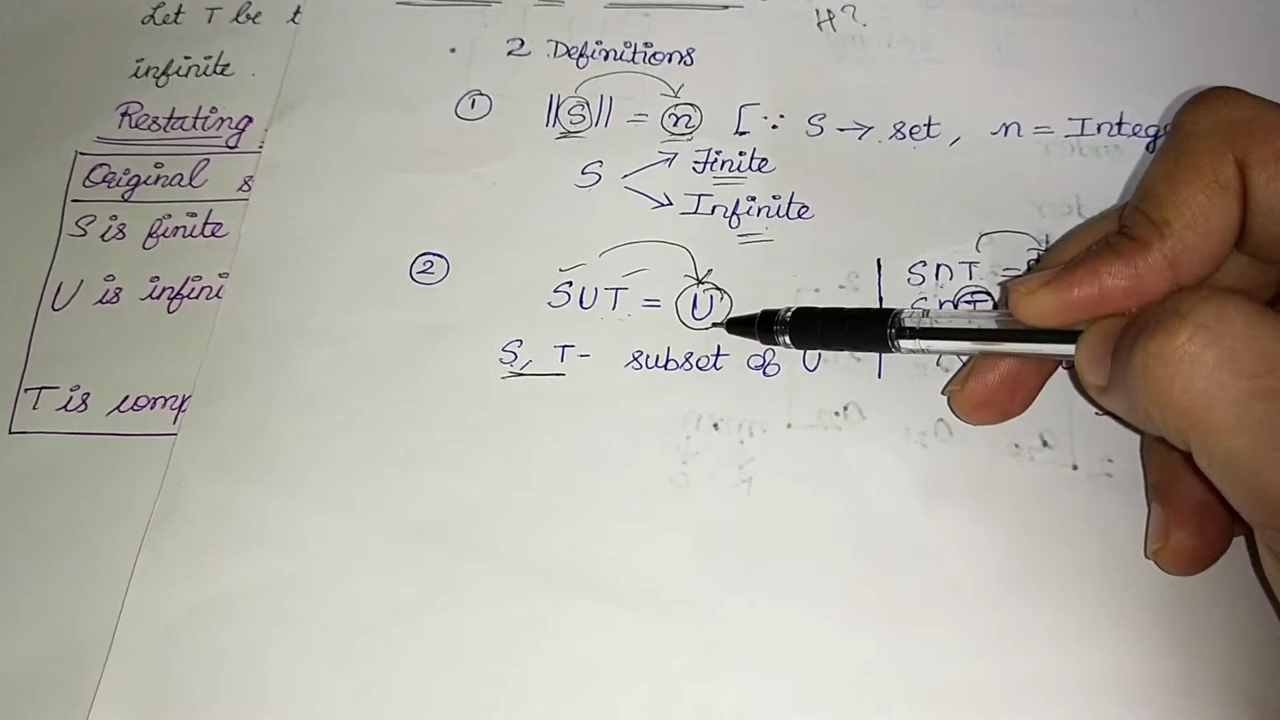 Let T be t
infinite.
Restating
Original s
S is finite
U is infini
T is comp
H?
2 Definitions
① ||S|| = n [∵ S → set, n = Integ
S → Finite
→ Infinite
② S∪T = U
S, T- subset of U
S∩T =